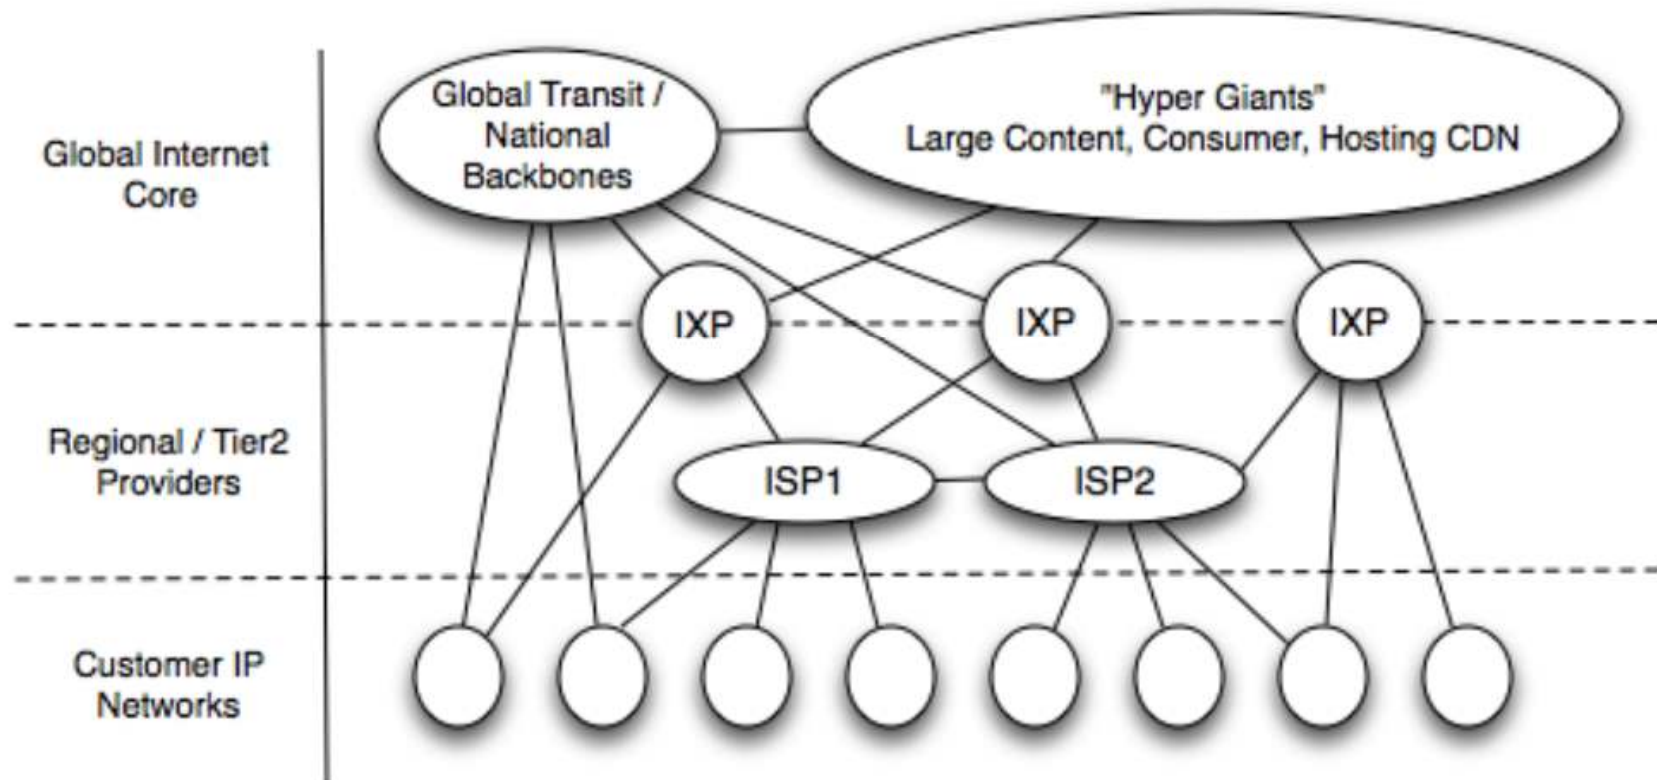 Global Transit /
National
Backbones
"Hyper Giants"
Large Content, Consumer, Hosting CDN
Global Internet
Core
IXP
IXP
IXP
Regional / Tier2
Providers
ISP1
ISP2
Customer IP
Networks